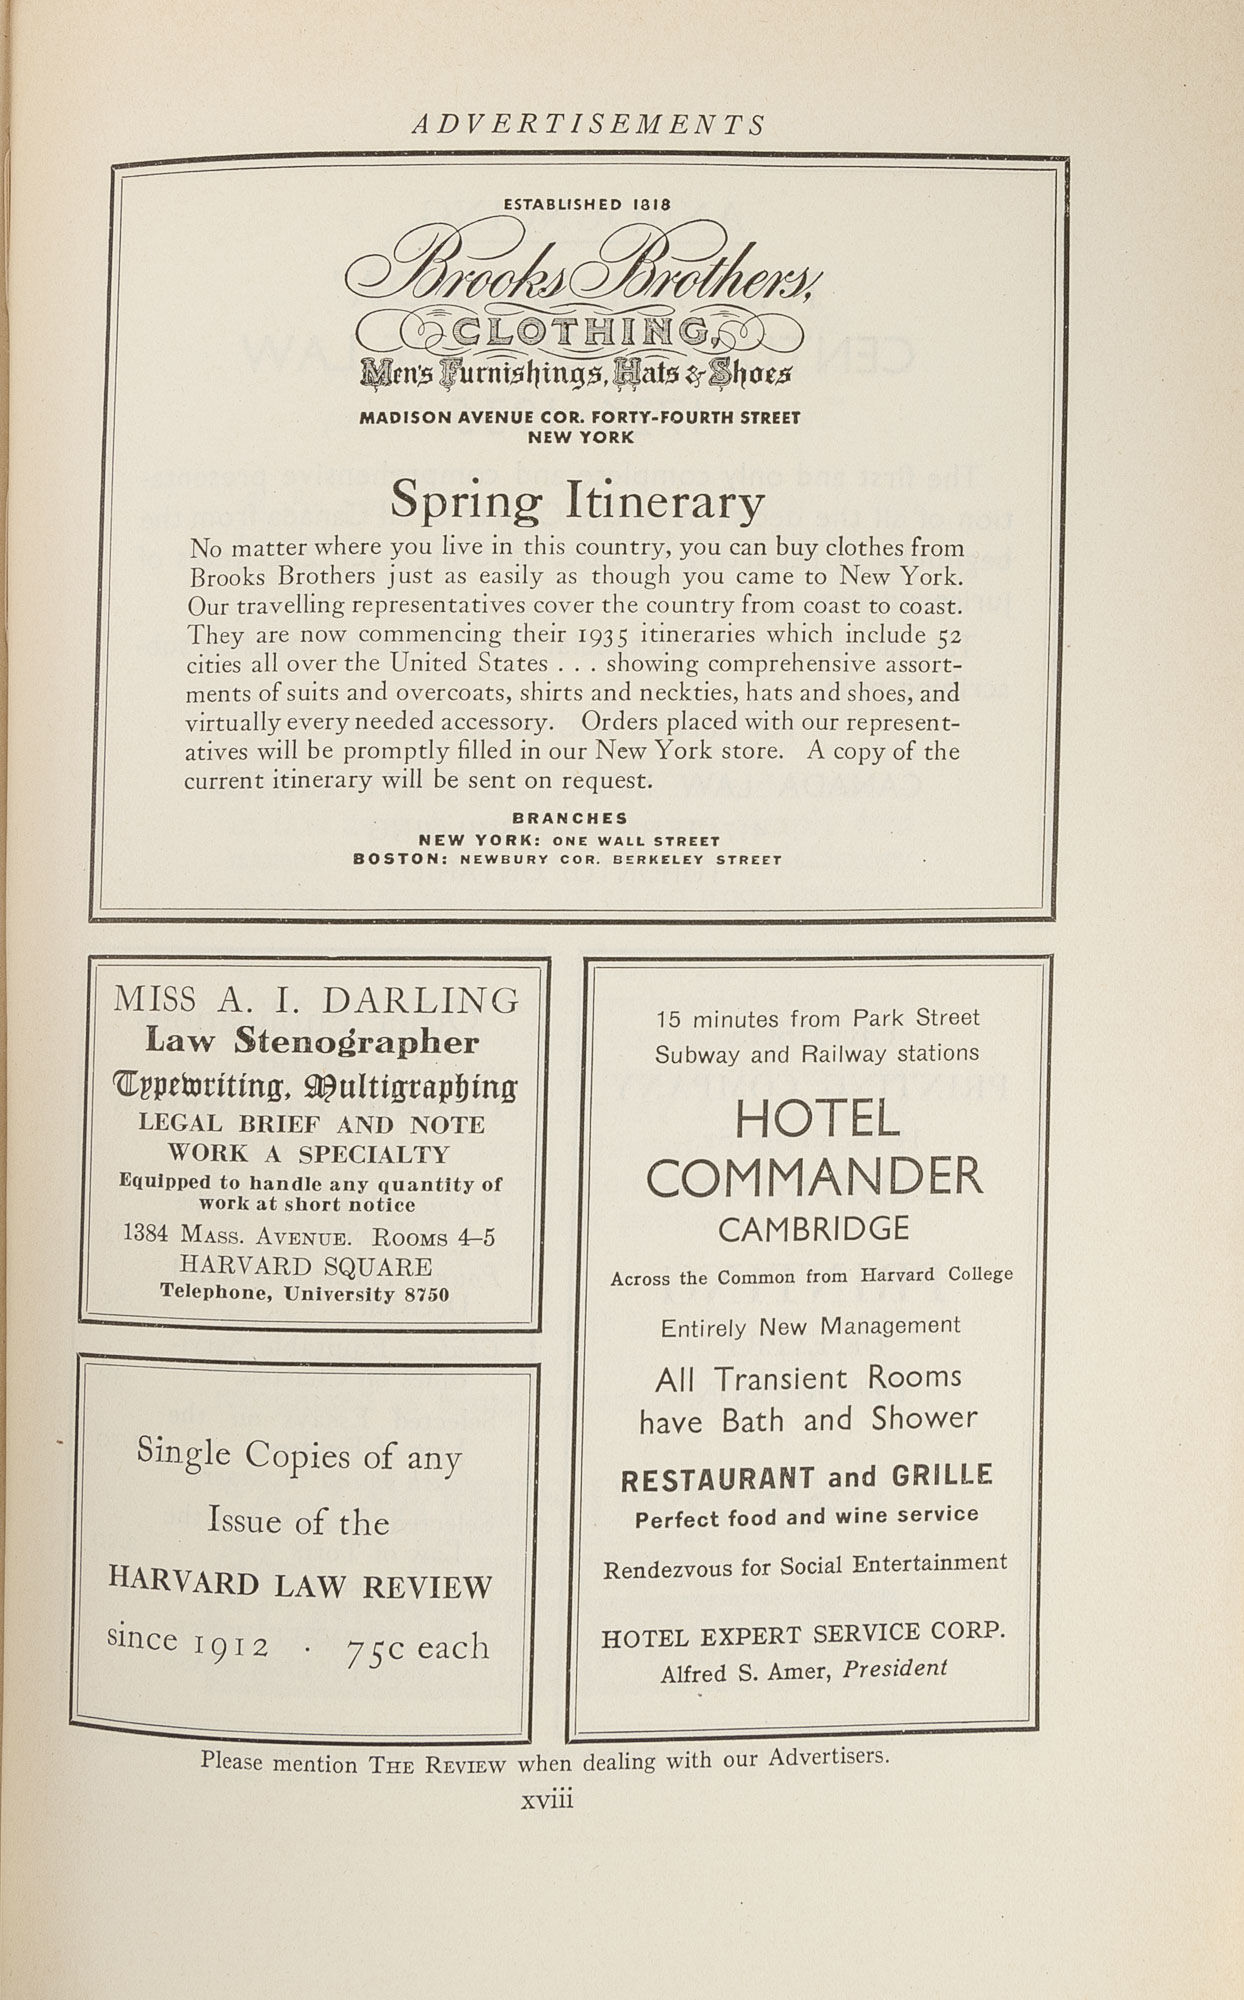 ADVERTISEMENTS
ESTABLISHED 1818
Brooks Brothers,
CLOTHING,
Men's Furnishings, Hats & Shoes
MADISON AVENUE COR. FORTY-FOURTH STREET
NEW YORK
Spring Itinerary
No matter where you live in this country, you can buy clothes from
Brooks Brothers just as easily as though you came to New York.
Our travelling representatives cover the country from coast to coast.
They are now commencing their 1935 itineraries which include 52
cities all over the United States . . . showing comprehensive assort-
ments of suits and overcoats, shirts and neckties, hats and shoes, and
virtually every needed accessory. Orders placed with our represent-
atives will be promptly filled in our New York store. A copy of the
current itinerary will be sent on request.
BRANCHES
NEW YORK: ONE WALL STREET
BOSTON: NEWBURY COR. BERKELEY STREET
MISS A. I. DARLING
Law Stenographer
Typewriting, Multigraphing
LEGAL BRIEF AND NOTE
WORK A SPECIALTY
Equipped to handle any quantity of
work at short notice
1384 MASS. AVENUE. ROOMS 4–5
HARVARD SQUARE
Telephone, University 8750
Single Copies of any
Issue of the
HARVARD LAW REVIEW
since 1912 · 75c each
15 minutes from Park Street
Subway and Railway stations
HOTEL
COMMANDER
CAMBRIDGE
Across the Common from Harvard College
Entirely New Management
All Transient Rooms
have Bath and Shower
RESTAURANT and GRILLE
Perfect food and wine service
Rendezvous for Social Entertainment
HOTEL EXPERT SERVICE CORP.
Alfred S. Amer, President
Please mention THE REVIEW when dealing with our Advertisers.
xviii